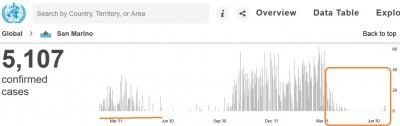 Search by Country, Territory, or Area
Overview Data Table Explo
Global > San Marino Back to top
5,107
confirmed
cases
60
40
20
0
Mar 31 Jun 30 Sep 30 Dec 31 Mar Jun 30